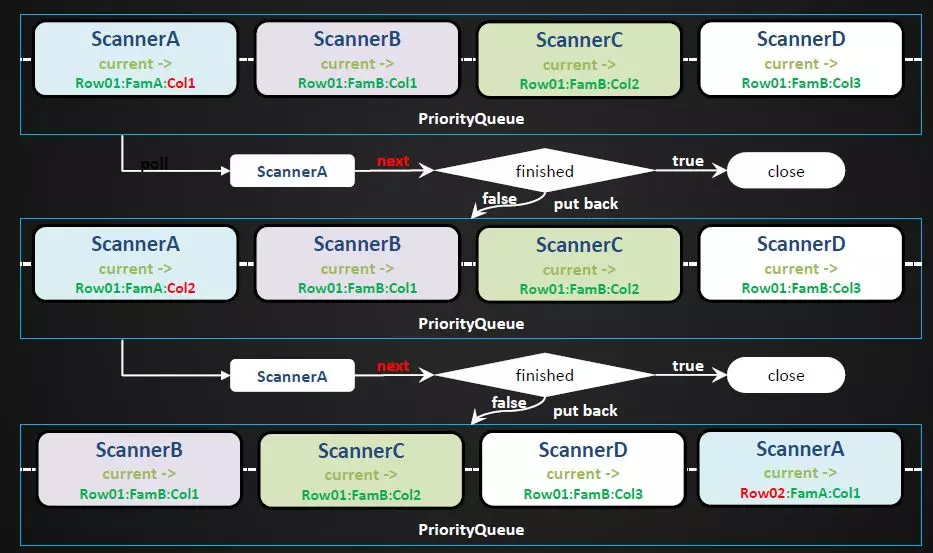 ScannerA ScannerB ScannerC ScannerD
current -> current -> current -> current ->
Row01:FamA:Col1 Row01:FamB:Col1 Row01:FamB:Col2 Row01:FamB:Col3
PriorityQueue
poll ScannerA next finished true close
false put back
ScannerA ScannerB ScannerC ScannerD
current -> current -> current -> current ->
Row01:FamA:Col2 Row01:FamB:Col1 Row01:FamB:Col2 Row01:FamB:Col3
PriorityQueue
ScannerA next finished true close
false put back
ScannerB ScannerC ScannerD ScannerA
current -> current -> current -> current ->
Row01:FamB:Col1 Row01:FamB:Col2 Row01:FamB:Col3 Row02:FamA:Col1
PriorityQueue